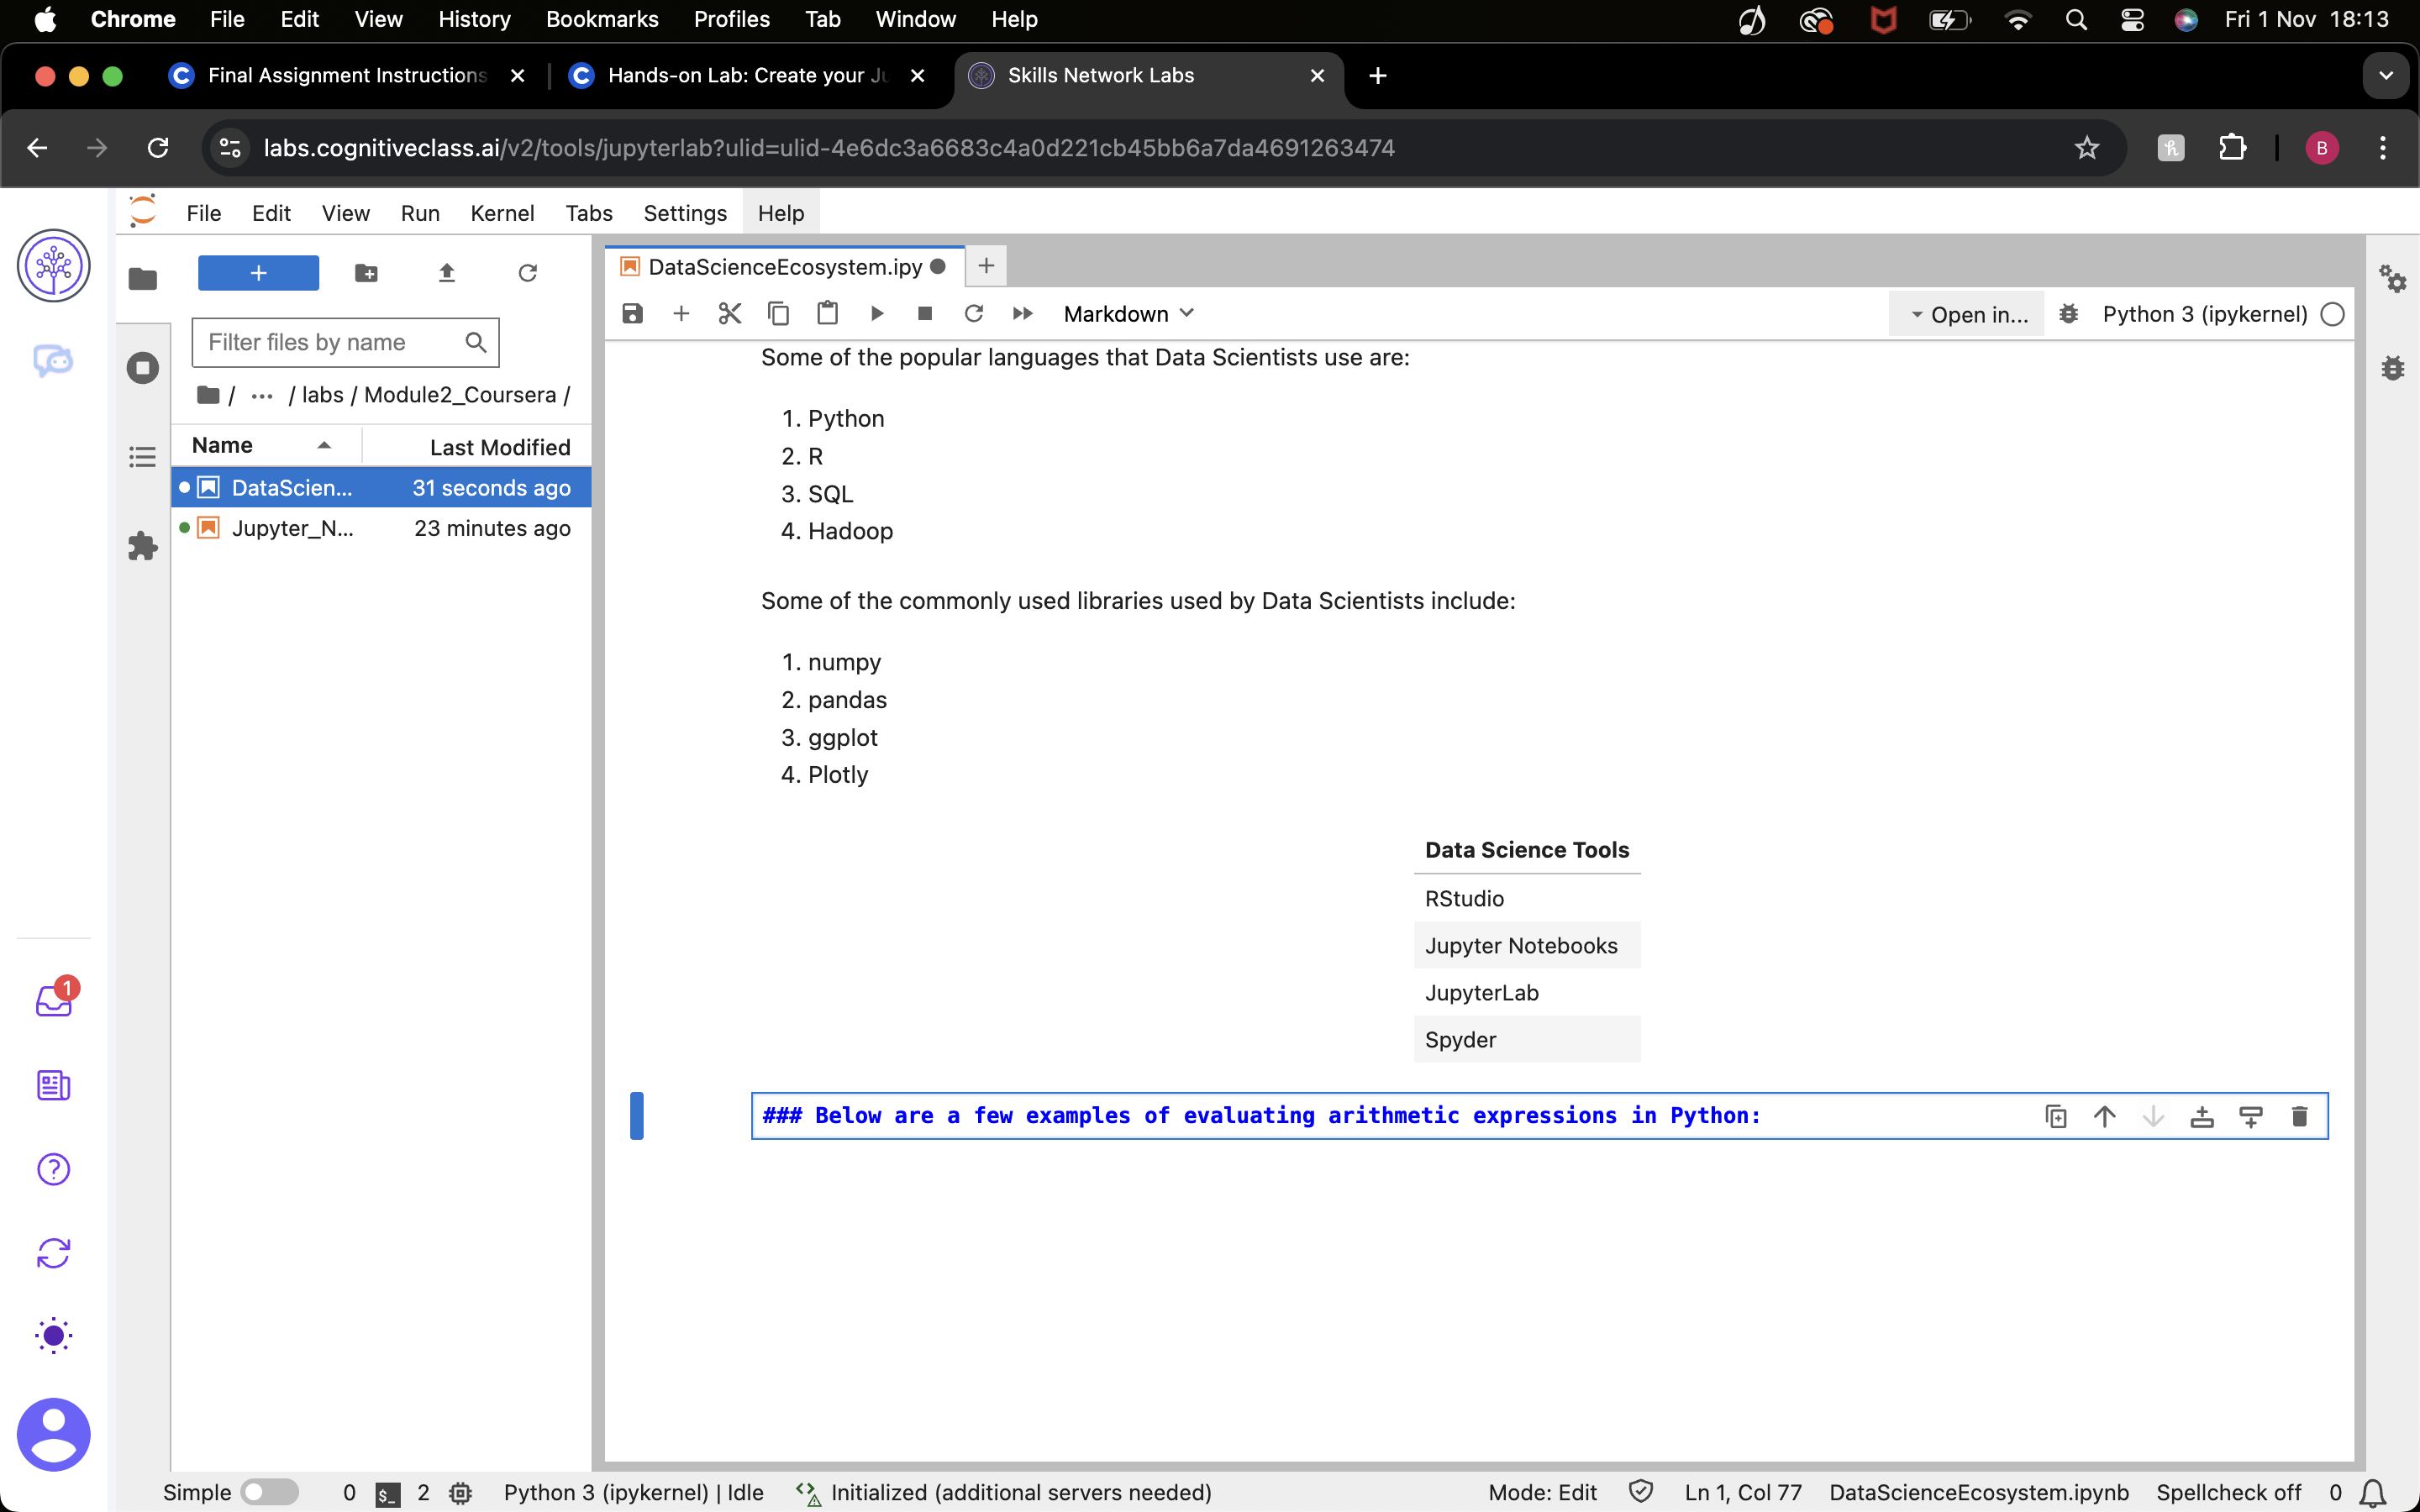 Chrome File Edit View History Bookmarks Profiles Tab Window Help Fri 1 Nov 18:13
Final Assignment Instructions Hands-on Lab: Create your Ju Skills Network Labs
labs.cognitiveclass.ai/v2/tools/jupyterlab?ulid=ulid-4e6dc3a6683c4a0d221cb45bb6a7da4691263474 B
File Edit View Run Kernel Tabs Settings Help
DataScienceEcosystem.ipy
Markdown Open in... Python 3 (ipykernel)
Filter files by name
/ ... / labs / Module2_Coursera /
Name Last Modified
DataScien... 31 seconds ago
Jupyter_N... 23 minutes ago
Some of the popular languages that Data Scientists use are:
1. Python
2. R
3. SQL
4. Hadoop
Some of the commonly used libraries used by Data Scientists include:
1. numpy
2. pandas
3. ggplot
4. Plotly
Data Science Tools
RStudio
Jupyter Notebooks
JupyterLab
Spyder
### Below are a few examples of evaluating arithmetic expressions in Python:
1
Simple 0 $_ 2 Python 3 (ipykernel) | Idle Initialized (additional servers needed) Mode: Edit Ln 1, Col 77 DataScienceEcosystem.ipynb Spellcheck off 0